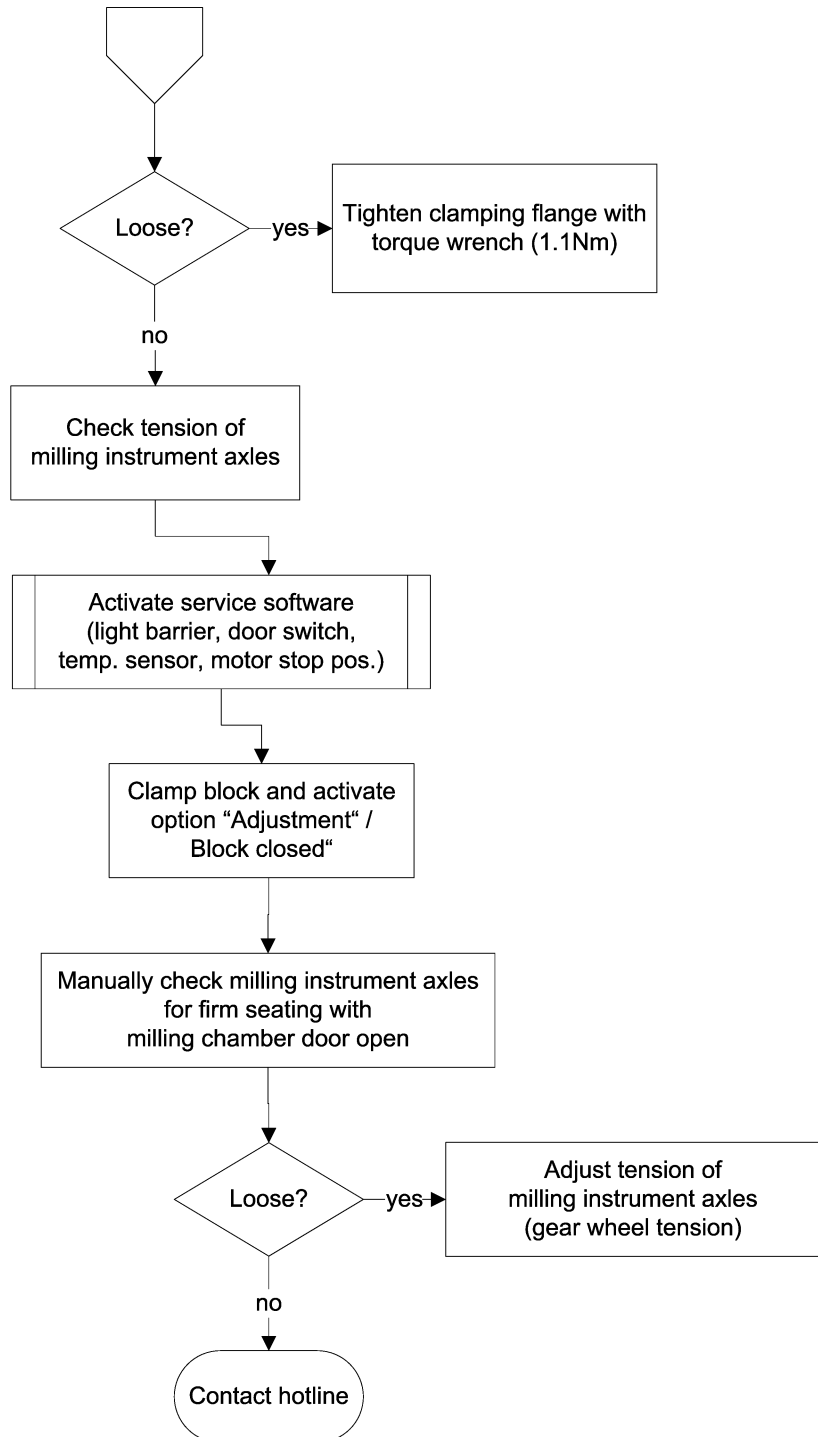 Loose?
yes
Tighten clamping flange with
torque wrench (1.1Nm)
no
Check tension of
milling instrument axles
Activate service software
(light barrier, door switch,
temp. sensor, motor stop pos.)
Clamp block and activate
option “Adjustment“ /
Block closed“
Manually check milling instrument axles
for firm seating with
milling chamber door open
Loose?
yes
Adjust tension of
milling instrument axles
(gear wheel tension)
no
Contact hotline